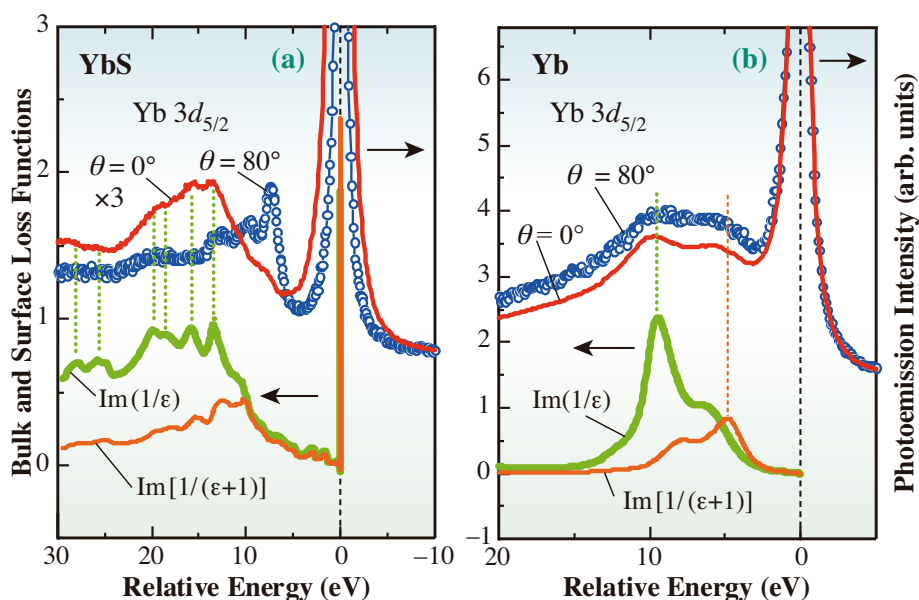 Bulk and Surface Loss Functions
3
2
1
0
YbS
(a)
Yb 3d5/2
θ = 0°
×3
θ = 80°
Im(1/ε)
Im[1/(ε+1)]
30
20
10
0
−10
Relative Energy (eV)
6
5
4
3
2
1
0
−1
Yb
(b)
Yb 3d5/2
θ = 80°
θ = 0°
Im(1/ε)
Im[1/(ε+1)]
20
10
0
Relative Energy (eV)
Photoemission Intensity (arb. units)